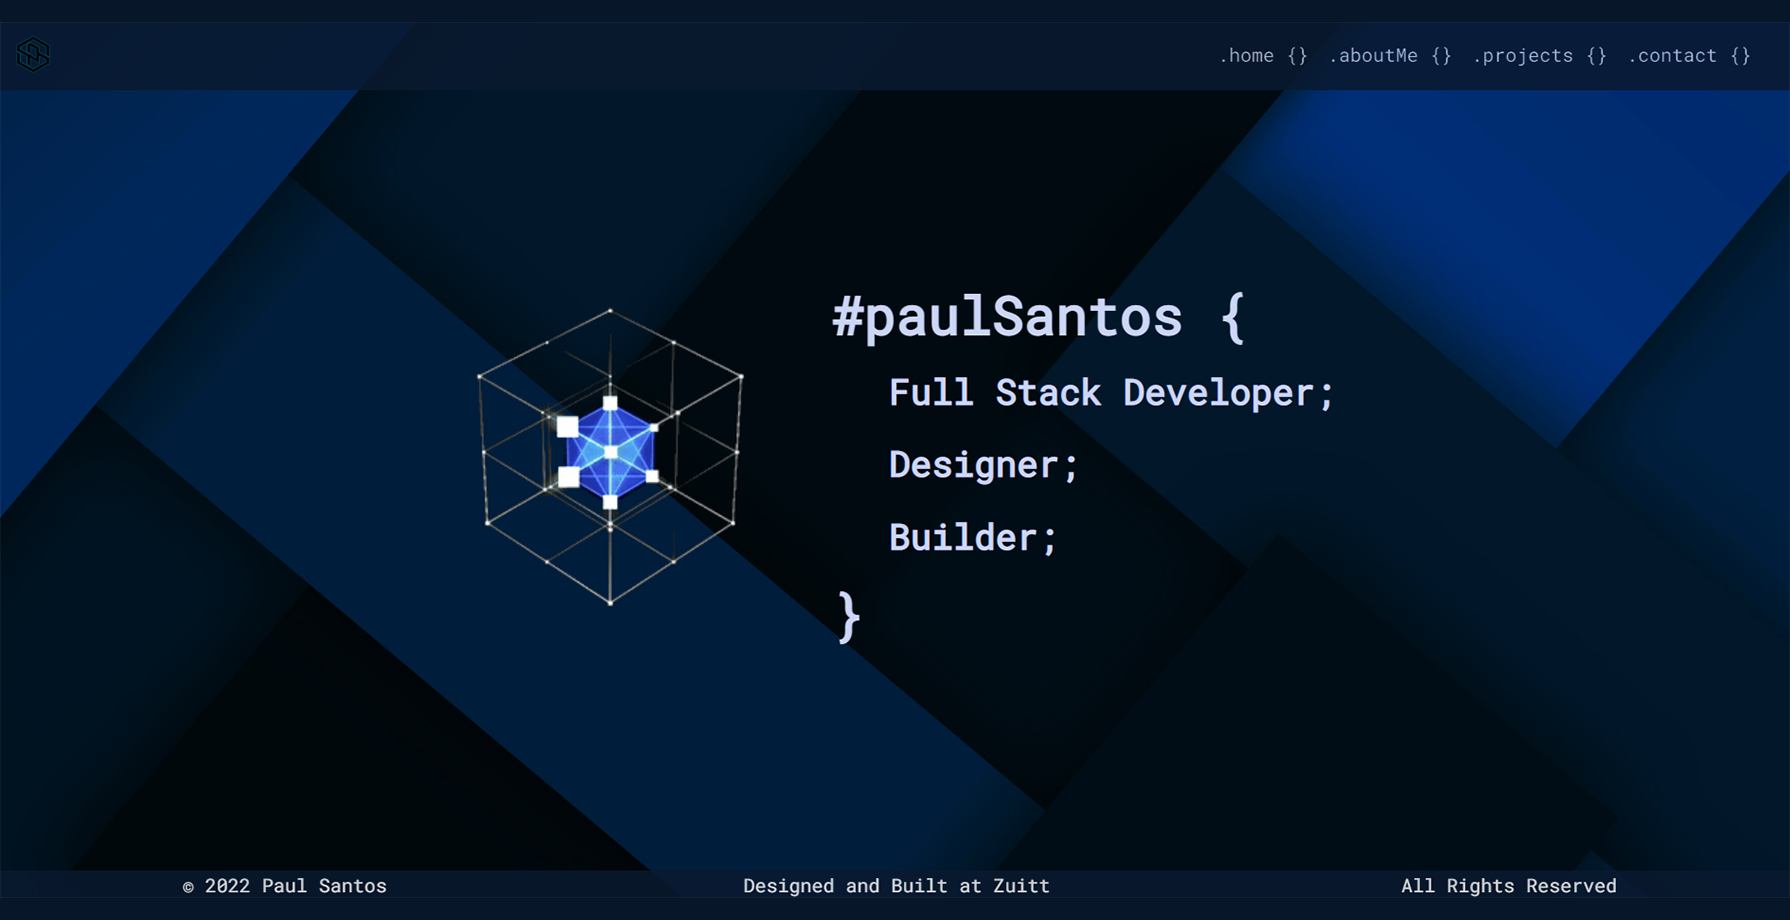 .home {} .aboutMe {} .projects {} .contact {}
#paulSantos {
Full Stack Developer;
Designer;
Builder;
}
© 2022 Paul Santos Designed and Built at Zuitt All Rights Reserved